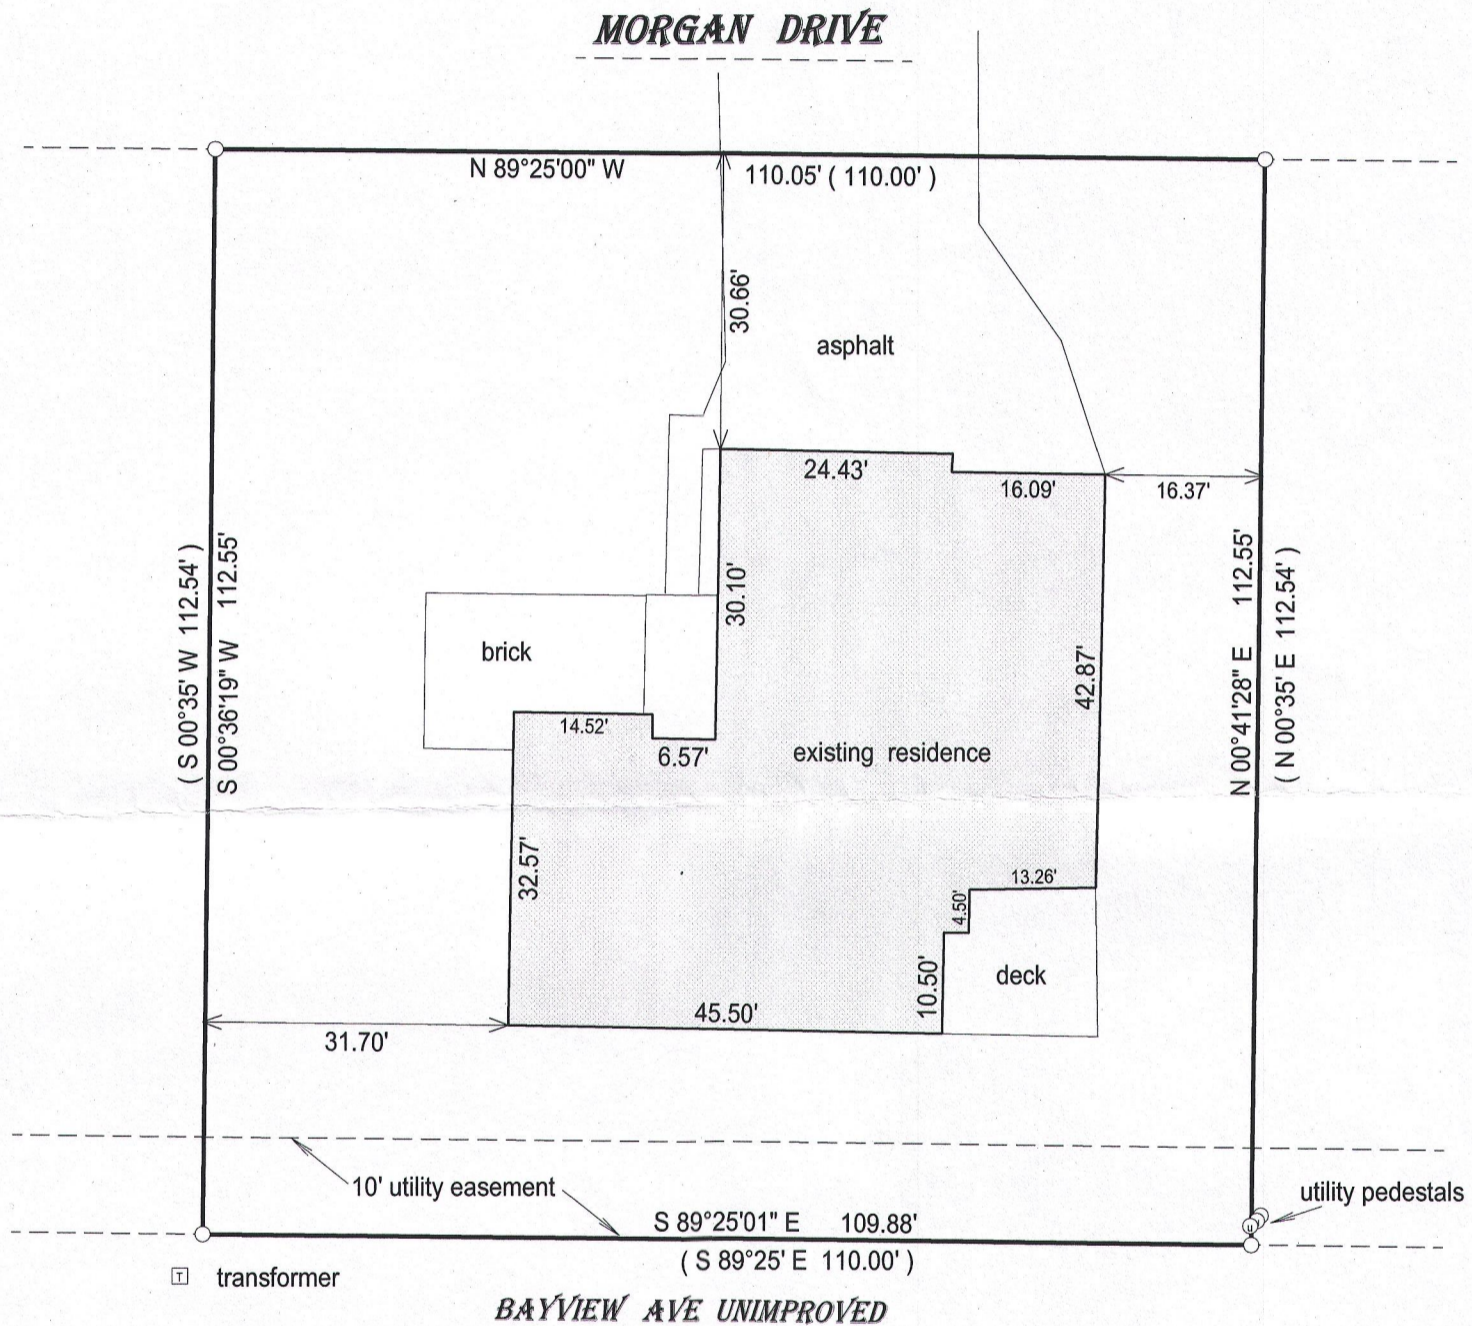 MORGAN DRIVE
N 89°25'00" W 110.05' ( 110.00' )
30.66'
asphalt
24.43'
16.09'
16.37'
( S 00°35' W 112.54' )
S 00°36'19" W 112.55'
30.10'
N 00°41'28" E 112.55'
( N 00°35' E 112.54' )
brick
42.87'
14.52'
6.57'
existing residence
32.57'
13.26'
4.50'
10.50'
deck
45.50'
31.70'
10' utility easement
utility pedestals
S 89°25'01" E 109.88'
u
( S 89°25' E 110.00' )
T transformer
BAYVIEW AVE UNIMPROVED